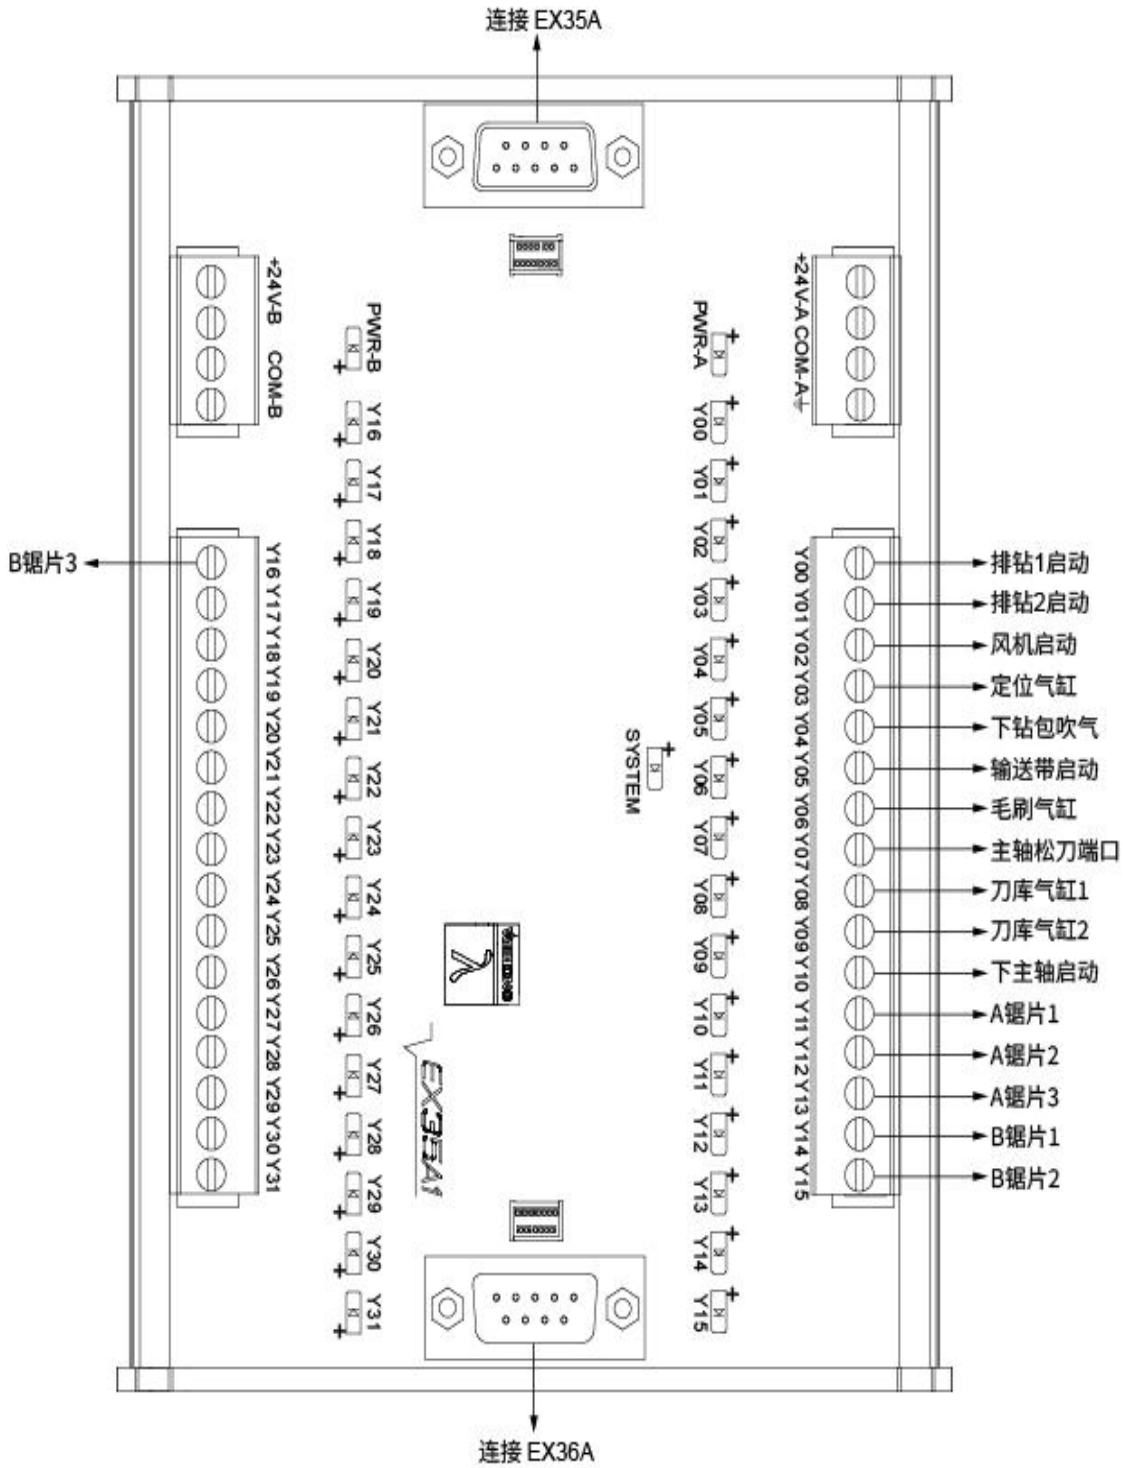 连接 EX35A
+24V-B COM-B
+24V-A COM-A
PWR-B
PWR-A
Y16
Y17
Y18
Y19
Y20
Y21
Y22
Y23
Y24
Y25
Y26
Y27
Y28
Y29
Y30
Y31
Y00
Y01
Y02
Y03
Y04
Y05
Y06
Y07
Y08
Y09
Y10
Y11
Y12
Y13
Y14
Y15
SYSTEM
B锯片3
Y16 Y17 Y18 Y19 Y20 Y21 Y22 Y23 Y24 Y25 Y26 Y27 Y28 Y29 Y30 Y31
Y00 Y01 Y02 Y03 Y04 Y05 Y06 Y07 Y08 Y09 Y10 Y11 Y12 Y13 Y14 Y15
排钻1启动
排钻2启动
风机启动
定位气缸
下钻包吹气
输送带启动
毛刷气缸
主轴松刀端口
刀库气缸1
刀库气缸2
下主轴启动
A锯片1
A锯片2
A锯片3
B锯片1
B锯片2
EX35A1
连接 EX36A